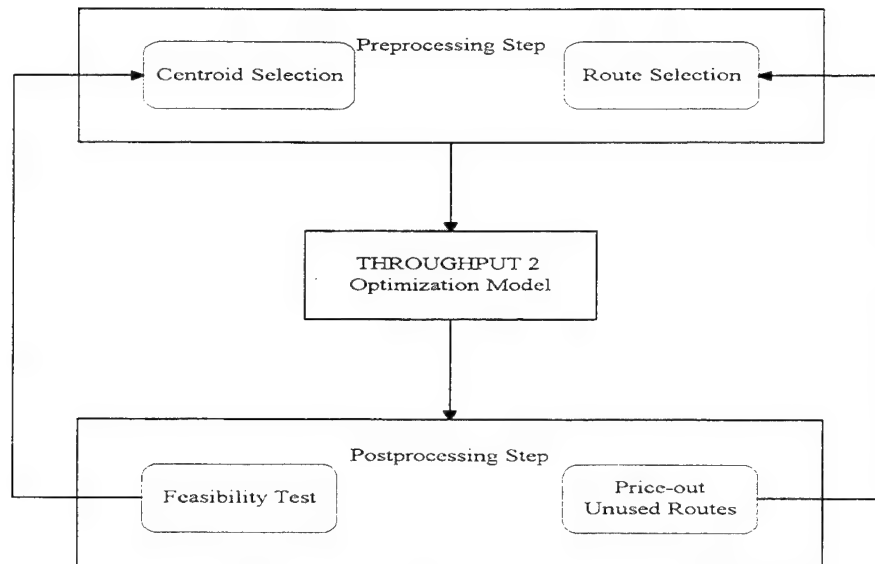 Preprocessing Step
Centroid Selection
Route Selection
THROUGHPUT 2
Optimization Model
Postprocessing Step
Feasibility Test
Price-out
Unused Routes